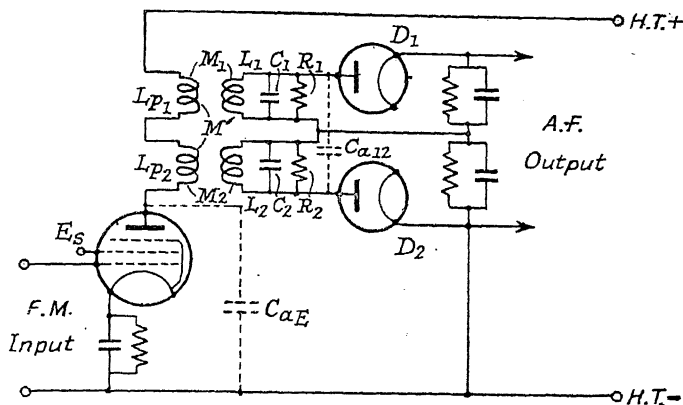 H.T.+
D1
M1 L1 C1 R1
Lp1
M
A.F.
Output
Ca12
Lp2
M2 L2 C2 R2
D2
Es
CaE
F.M.
Input
H.T.-